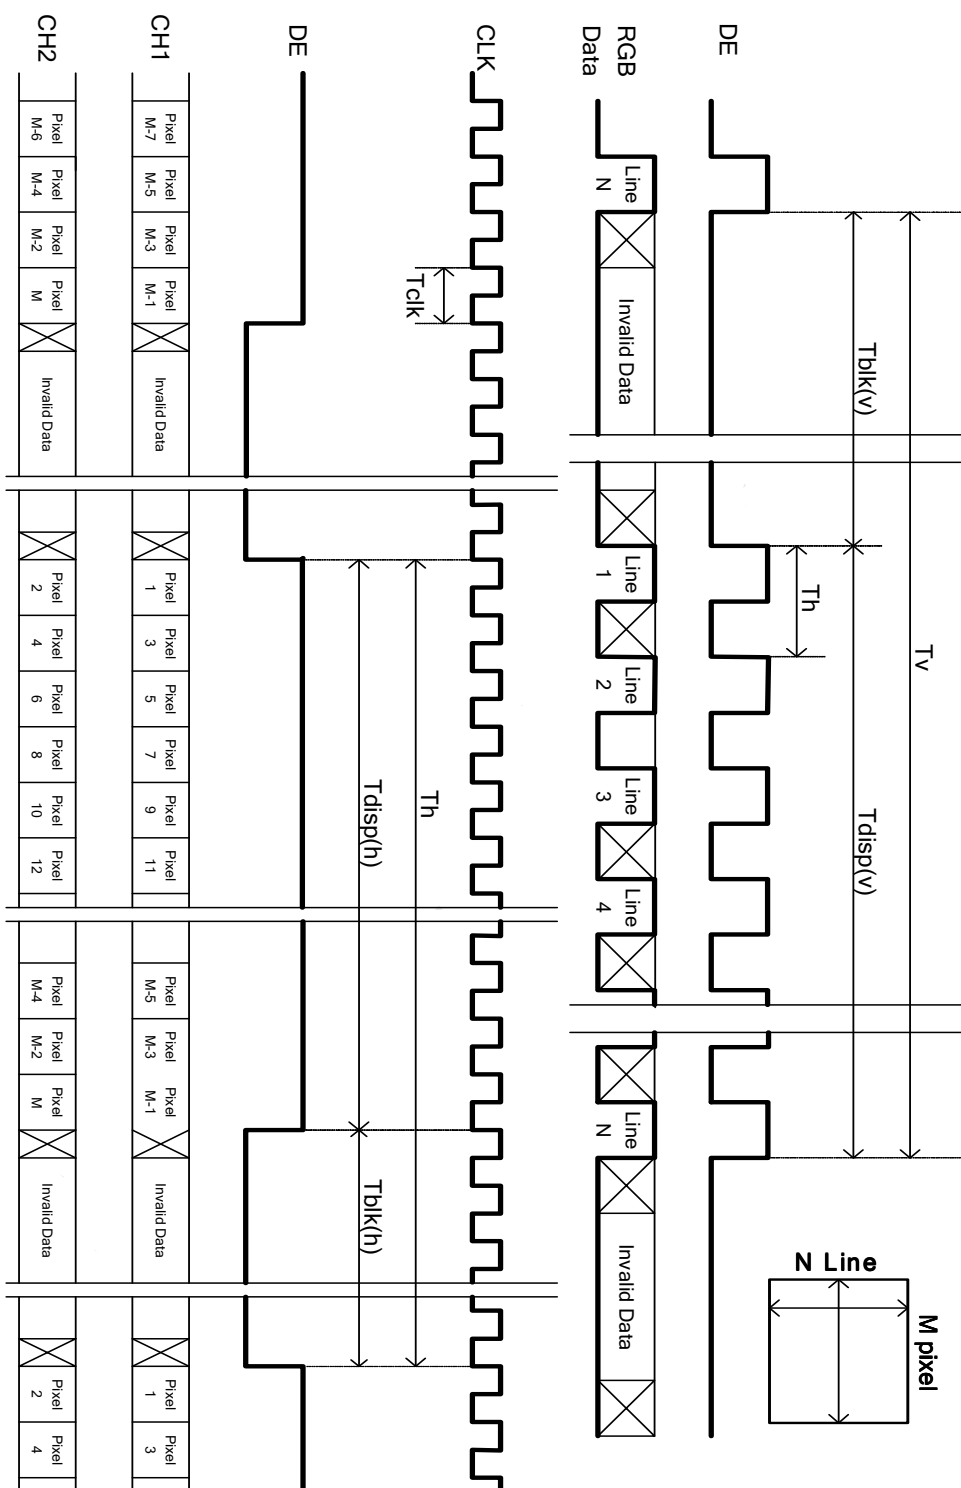 M pixel
N Line
Tv
Tblk(v)
Tdisp(v)
Th
DE
RGB
Data
Line
N
Invalid Data
Line
1
Line
2
Line
3
Line
4
Line
N
Invalid Data
CLK
Tclk
Th
Tdisp(h)
Tblk(h)
DE
CH1
Pixel
M-7
Pixel
M-5
Pixel
M-3
Pixel
M-1
Invalid Data
Pixel
1
Pixel
3
Pixel
5
Pixel
7
Pixel
9
Pixel
11
Pixel
M-5
Pixel
M-3
Pixel
M-1
Invalid Data
Pixel
1
Pixel
3
CH2
Pixel
M-6
Pixel
M-4
Pixel
M-2
Pixel
M
Invalid Data
Pixel
2
Pixel
4
Pixel
6
Pixel
8
Pixel
10
Pixel
12
Pixel
M-4
Pixel
M-2
Pixel
M
Invalid Data
Pixel
2
Pixel
4